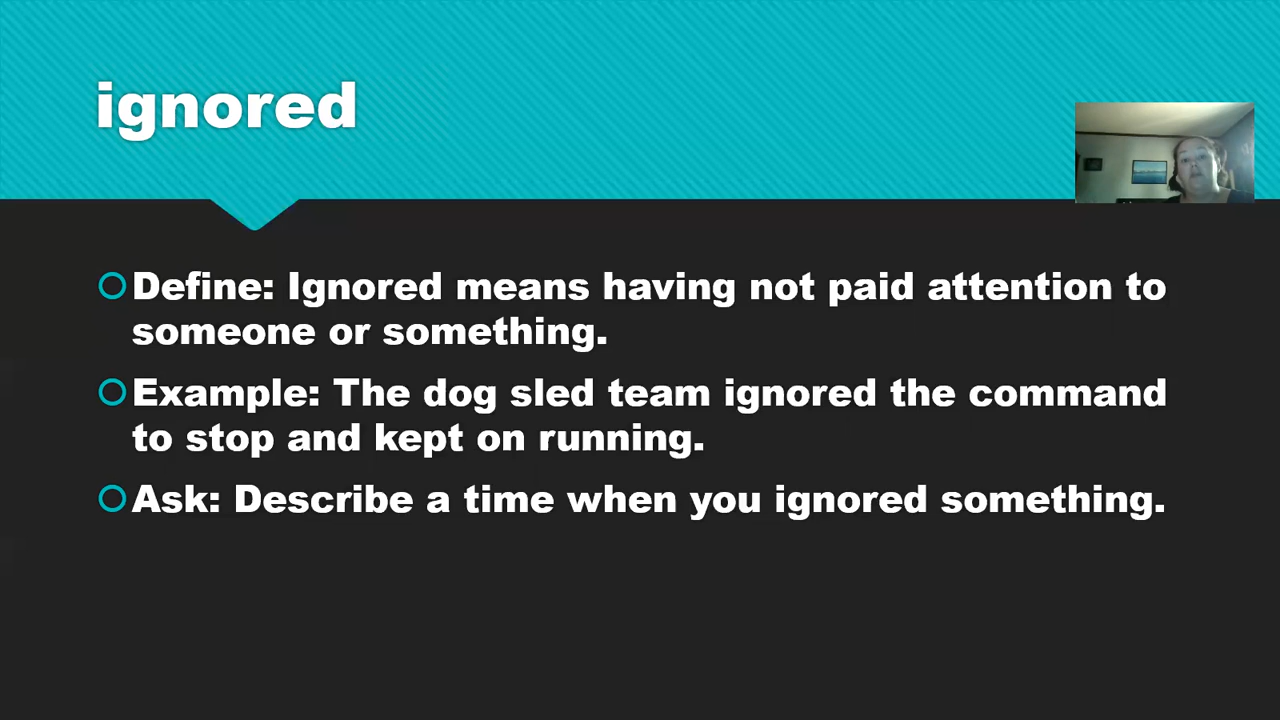 ignored
Define: Ignored means having not paid attention to
someone or something.
Example: The dog sled team ignored the command
to stop and kept on running.
Ask: Describe a time when you ignored something.